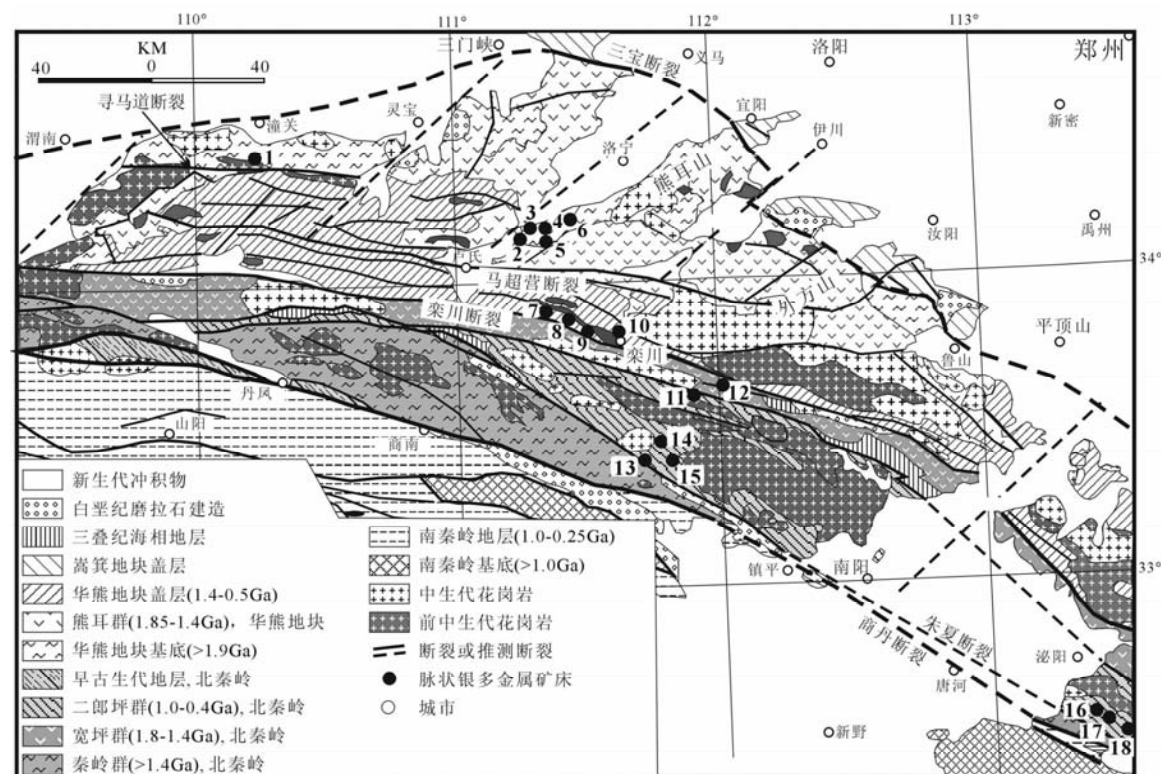 110°
111°
112°
113°
KM
40 0 40
三门峡
义马
洛阳
郑州
三宝断裂
寻马道断裂
渭南
潼关
灵宝
宜阳
伊川
新密
洛宁
熊耳山
1
3
4
6
2
5
卢氏
汝阳
禹州
34°
马超营断裂
外方山
栾川断裂
7
8
9
10
栾川
平顶山
鲁山
11
12
丹凤
山阳
商南
14
13
15
33°
镇平
南阳
朱夏断裂
商丹断裂
泌阳
唐河
新野
16
17
18
新生代冲积物
白垩纪磨拉石建造
三叠纪海相地层
嵩箕地块盖层
华熊地块盖层(1.4-0.5Ga)
熊耳群(1.85-1.4Ga)，华熊地块
华熊地块基底(>1.9Ga)
早古生代地层,北秦岭
二郎坪群(1.0-0.4Ga),北秦岭
宽坪群(1.8-1.4Ga),北秦岭
秦岭群(>1.4Ga),北秦岭
南秦岭地层(1.0-0.25Ga)
南秦岭基底(>1.0Ga)
中生代花岗岩
前中生代花岗岩
断裂或推测断裂
脉状银多金属矿床
城市